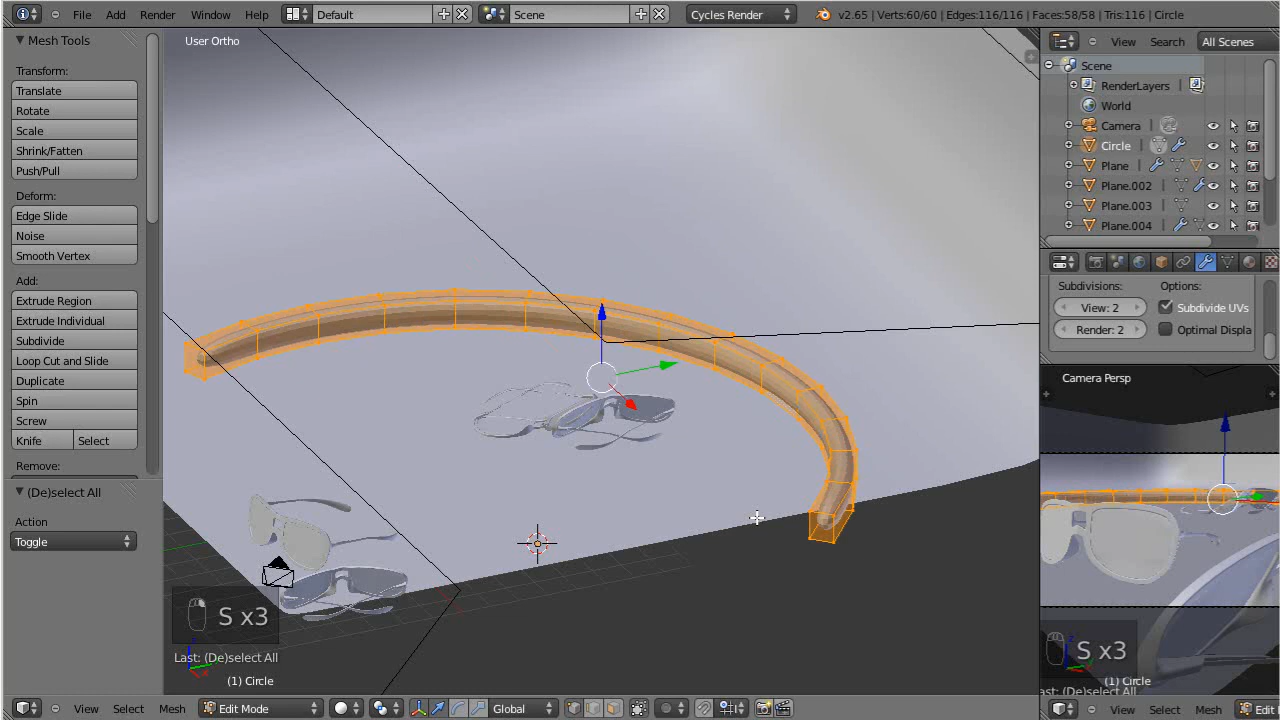 File Add Render Window Help Default Scene Cycles Render v2.65 | Verts:60/60 | Edges:116/116 | Faces:58/58 | Tris:116 | Circle
Mesh Tools
Transform:
Translate
Rotate
Scale
Shrink/Fatten
Push/Pull
Deform:
Edge Slide
Noise
Smooth Vertex
Add:
Extrude Region
Extrude Individual
Subdivide
Loop Cut and Slide
Duplicate
Spin
Screw
Knife Select
Remove:
(De)select All
Action
Toggle
User Ortho
S x3
Last: (De)select All
(1) Circle
View Select Mesh Edit Mode Global
View Search All Scenes
Scene
RenderLayers |
World
Camera |
Circle |
Plane |
Plane.002 |
Plane.003 |
Plane.004 |
Subdivisions: Options:
View: 2 Subdivide UVs
Render: 2 Optimal Displa
Camera Persp
S x3
(1) Circle
ast: (De)select All
View Select Mesh Edit